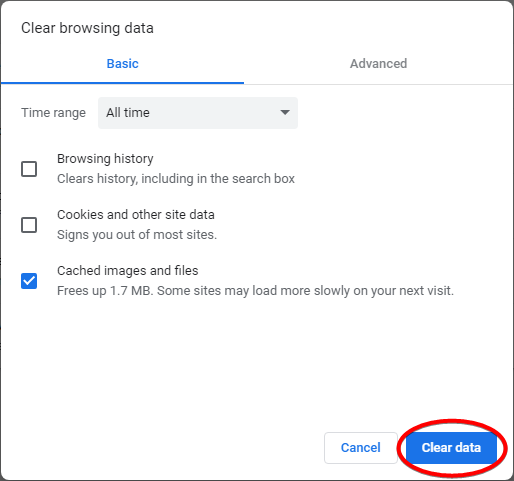 Clear browsing data
Basic
Advanced
Time range
All time
Browsing history
Clears history, including in the search box
Cookies and other site data
Signs you out of most sites.
Cached images and files
Frees up 1.7 MB. Some sites may load more slowly on your next visit.
Cancel
Clear data